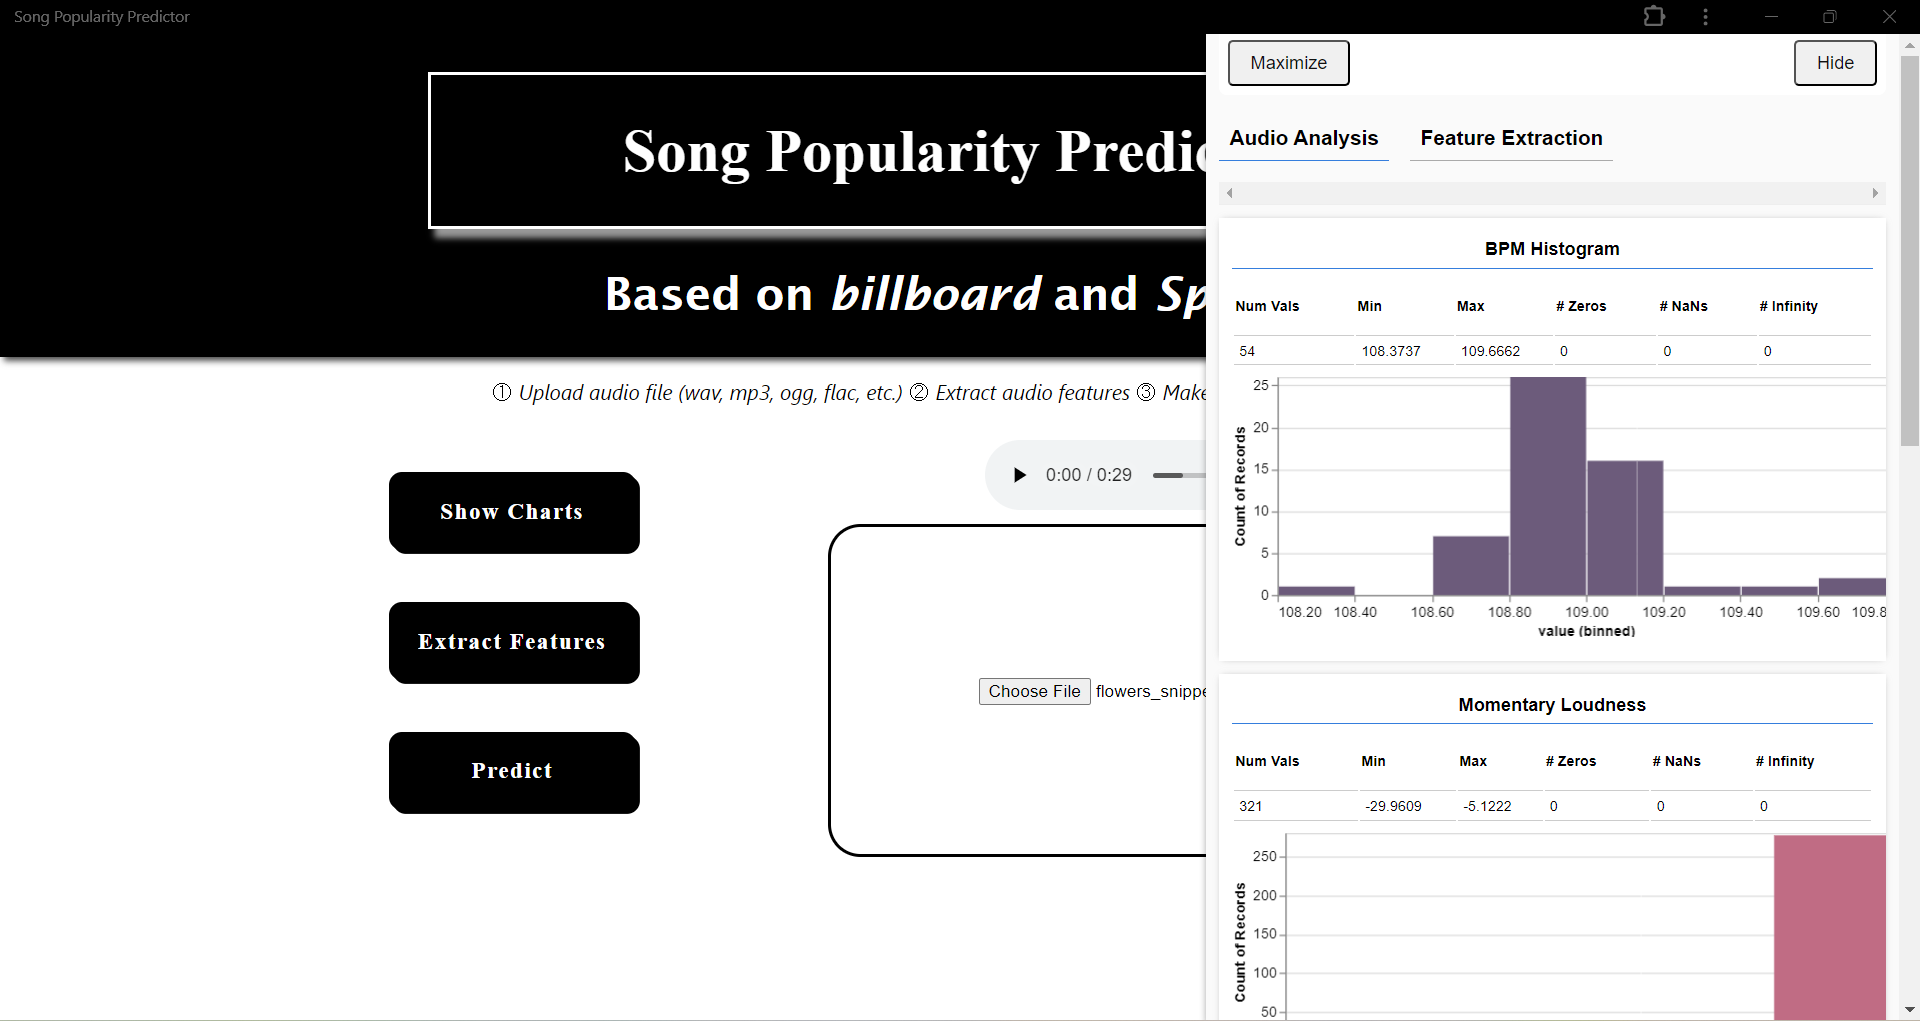 Song Popularity Predictor
Song Popularity Predic
Based on billboard and Sp
① Upload audio file (wav, mp3, ogg, flac, etc.) ② Extract audio features ③ Make
Show Charts
Extract Features
Predict
0:00 / 0:29
Choose File flowers_snippe
Maximize
Hide
Audio Analysis
Feature Extraction
BPM Histogram
Num Vals Min Max # Zeros # NaNs # Infinity
54 108.3737 109.6662 0 0 0
Count of Records
25
20
15
10
5
0
108.20 108.40 108.60 108.80 109.00 109.20 109.40 109.60 109.8
value (binned)
Momentary Loudness
Num Vals Min Max # Zeros # NaNs # Infinity
321 -29.9609 -5.1222 0 0 0
Count of Records
250
200
150
100
50